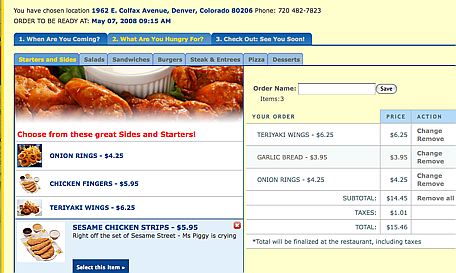 You have chosen location 1962 E. Colfax Avenue, Denver, Colorado 80206 Phone: 720 482-7823
ORDER TO BE READY AT: May 07, 2008 09:15 AM
1. When Are You Coming? 2. What Are You Hungry For? 3. Check Out: See You Soon!
Starters and Sides Salads Sandwiches Burgers Steak & Entrees Pizza Desserts
Order Name: Save
Items:3
YOUR ORDER PRICE ACTION
TERIYAKI WINGS - $6.25 $6.25 Change
Remove
GARLIC BREAD - $3.95 $3.95 Change
Remove
ONION RINGS - $4.25 $4.25 Change
Remove
SUBTOTAL: $14.45 Remove all
TAXES: $1.01
TOTAL: $15.46
*Total will be finalized at the restaurant, including taxes
Choose from these great Sides and Starters!
ONION RINGS - $4.25
CHICKEN FINGERS - $5.95
TERIYAKI WINGS - $6.25
SESAME CHICKEN STRIPS - $5.95
Right off the set of Sesame Street - Ms Piggy is crying
Select this item »